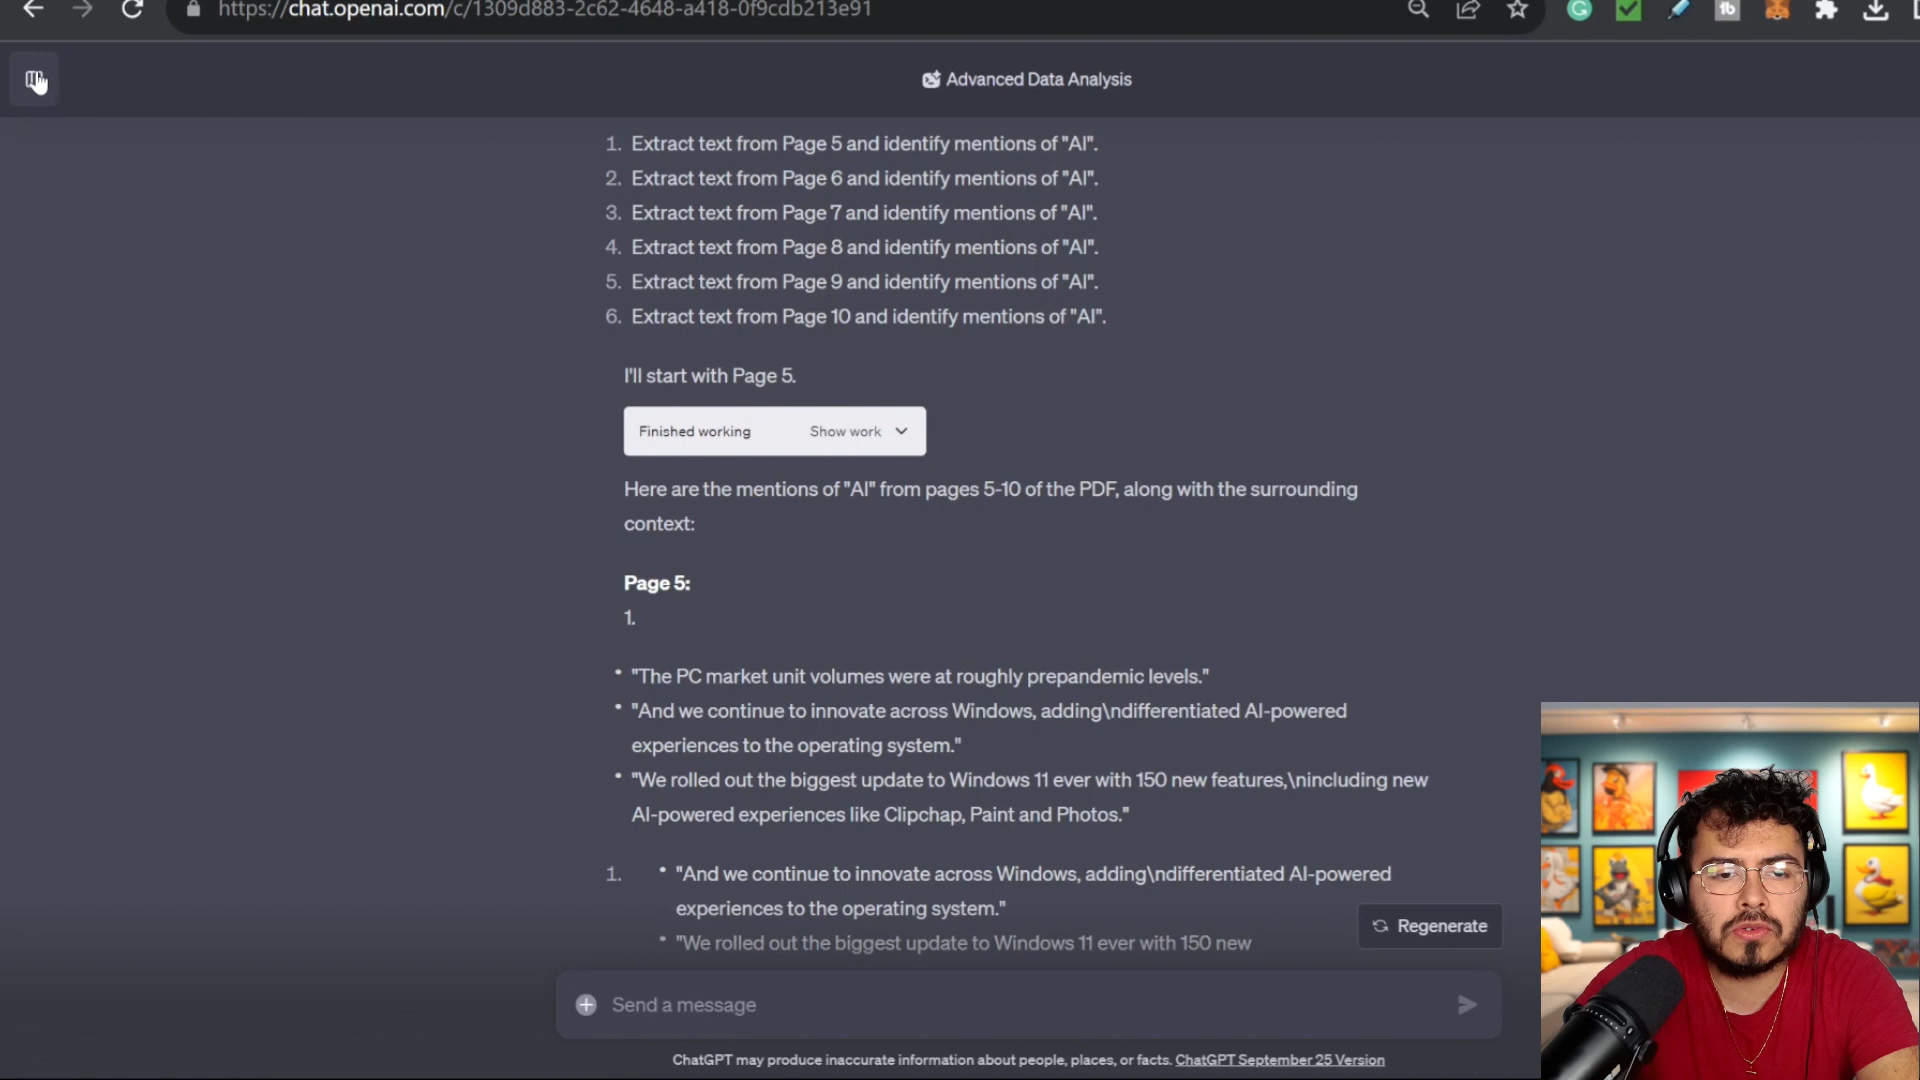 https://chat.openai.com/c/1309d883-2c62-4648-a418-0f9cdb213e91
Advanced Data Analysis
1. Extract text from Page 5 and identify mentions of "AI".
2. Extract text from Page 6 and identify mentions of "AI".
3. Extract text from Page 7 and identify mentions of "AI".
4. Extract text from Page 8 and identify mentions of "AI".
5. Extract text from Page 9 and identify mentions of "AI".
6. Extract text from Page 10 and identify mentions of "AI".
I'll start with Page 5.
Finished working Show work
Here are the mentions of "AI" from pages 5-10 of the PDF, along with the surrounding
context:
Page 5:
1.
• "The PC market unit volumes were at roughly prepandemic levels."
• "And we continue to innovate across Windows, adding\ndifferentiated AI-powered
experiences to the operating system."
• "We rolled out the biggest update to Windows 11 ever with 150 new features,\nincluding new
AI-powered experiences like Clipchap, Paint and Photos."
1. • "And we continue to innovate across Windows, adding\ndifferentiated AI-powered
experiences to the operating system."
• "We rolled out the biggest update to Windows 11 ever with 150 new
Regenerate
Send a message
ChatGPT may produce inaccurate information about people, places, or facts. ChatGPT September 25 Version